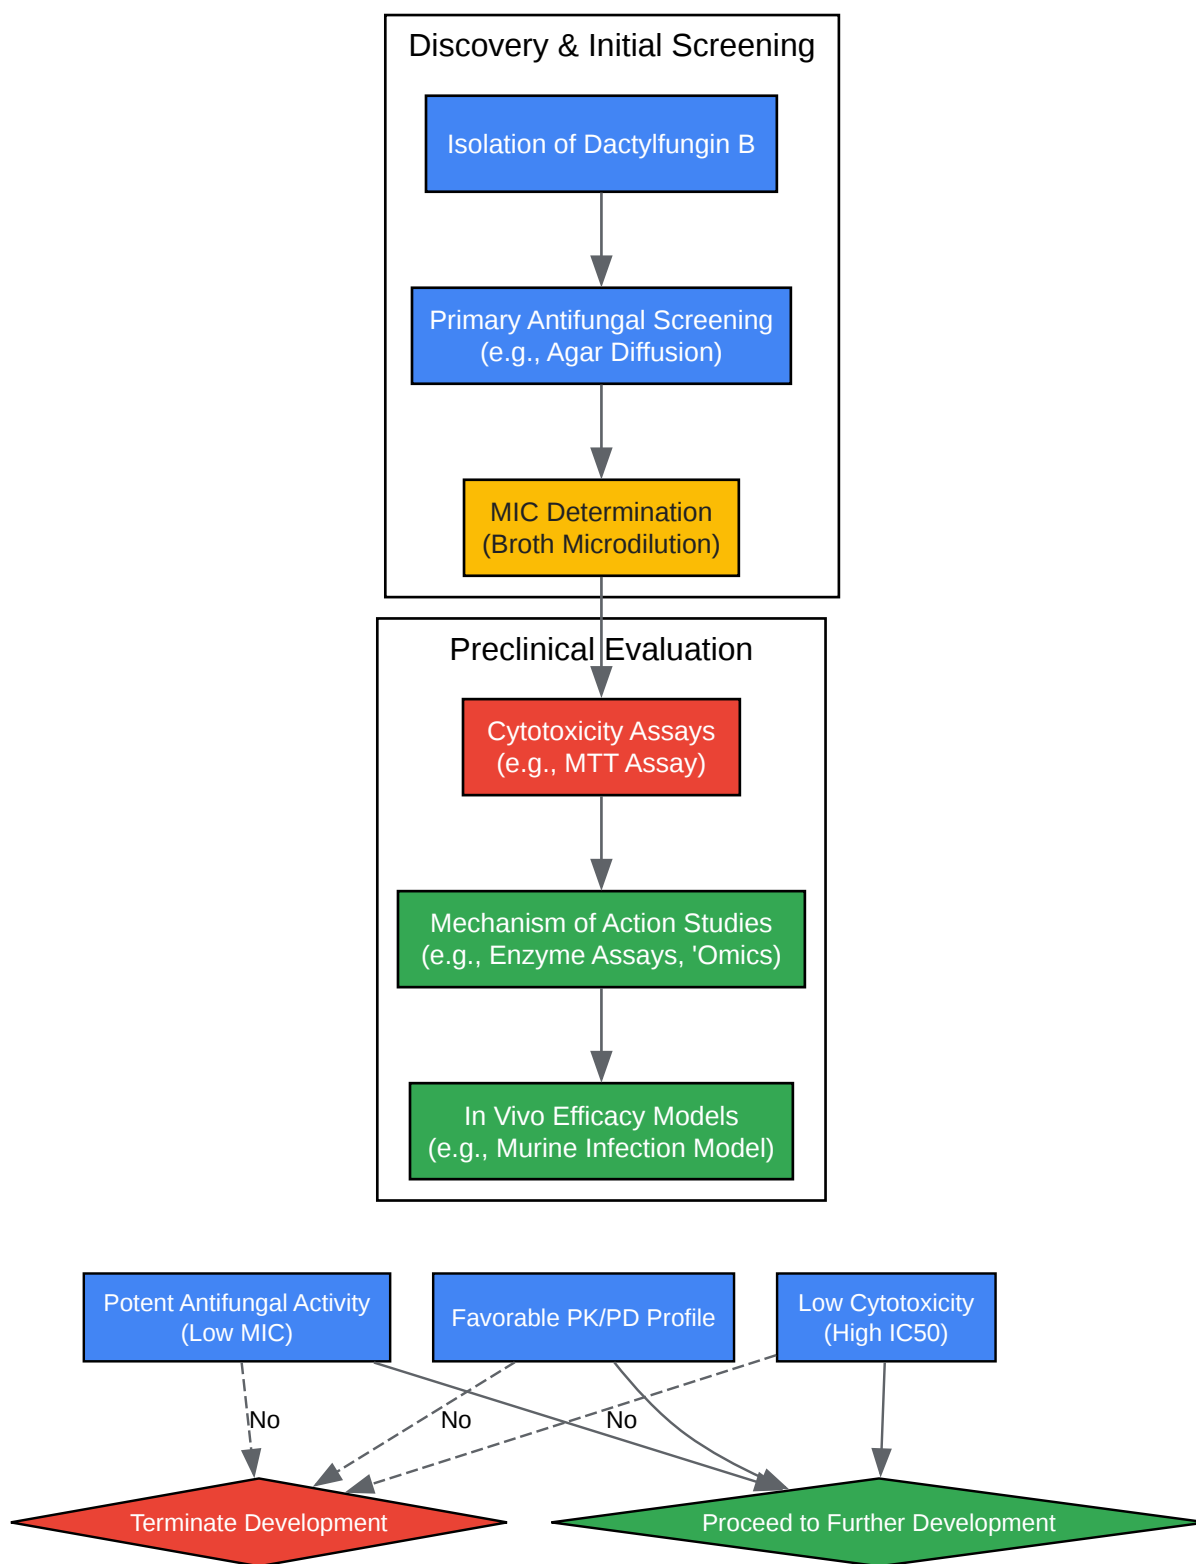 Discovery & Initial Screening
Isolation of Dactylfungin B
Primary Antifungal Screening
(e.g., Agar Diffusion)
MIC Determination
(Broth Microdilution)
Preclinical Evaluation
Cytotoxicity Assays
(e.g., MTT Assay)
Mechanism of Action Studies
(e.g., Enzyme Assays, 'Omics)
In Vivo Efficacy Models
(e.g., Murine Infection Model)
Potent Antifungal Activity
(Low MIC)
Favorable PK/PD Profile
Low Cytotoxicity
(High IC50)
No
No
No
Terminate Development
Proceed to Further Development